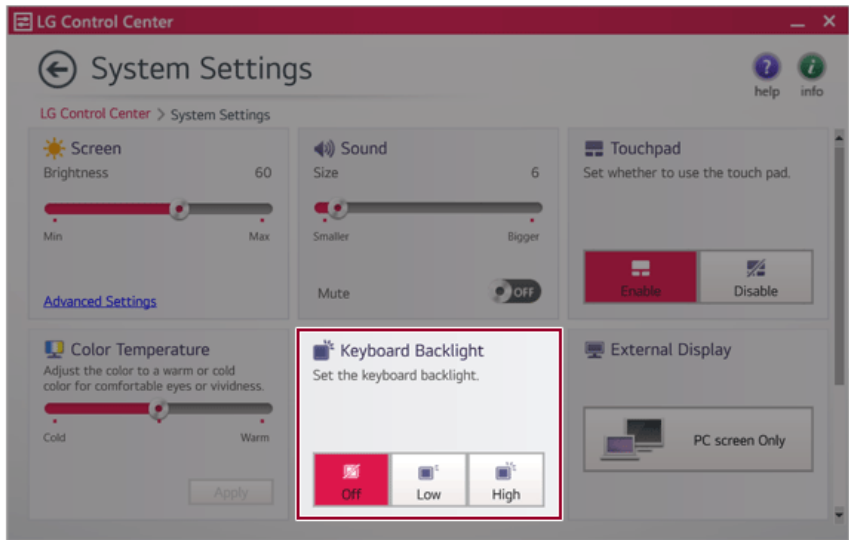 LG Control Center
System Settings
help
info
LG Control Center > System Settings
Screen
Brightness 60
Min Max
Advanced Settings
Sound
Size 6
Smaller Bigger
Mute OFF
Touchpad
Set whether to use the touch pad.
Enable Disable
Color Temperature
Adjust the color to a warm or cold
color for comfortable eyes or vividness.
Cold Warm
Apply
Keyboard Backlight
Set the keyboard backlight.
Off Low High
External Display
PC screen Only